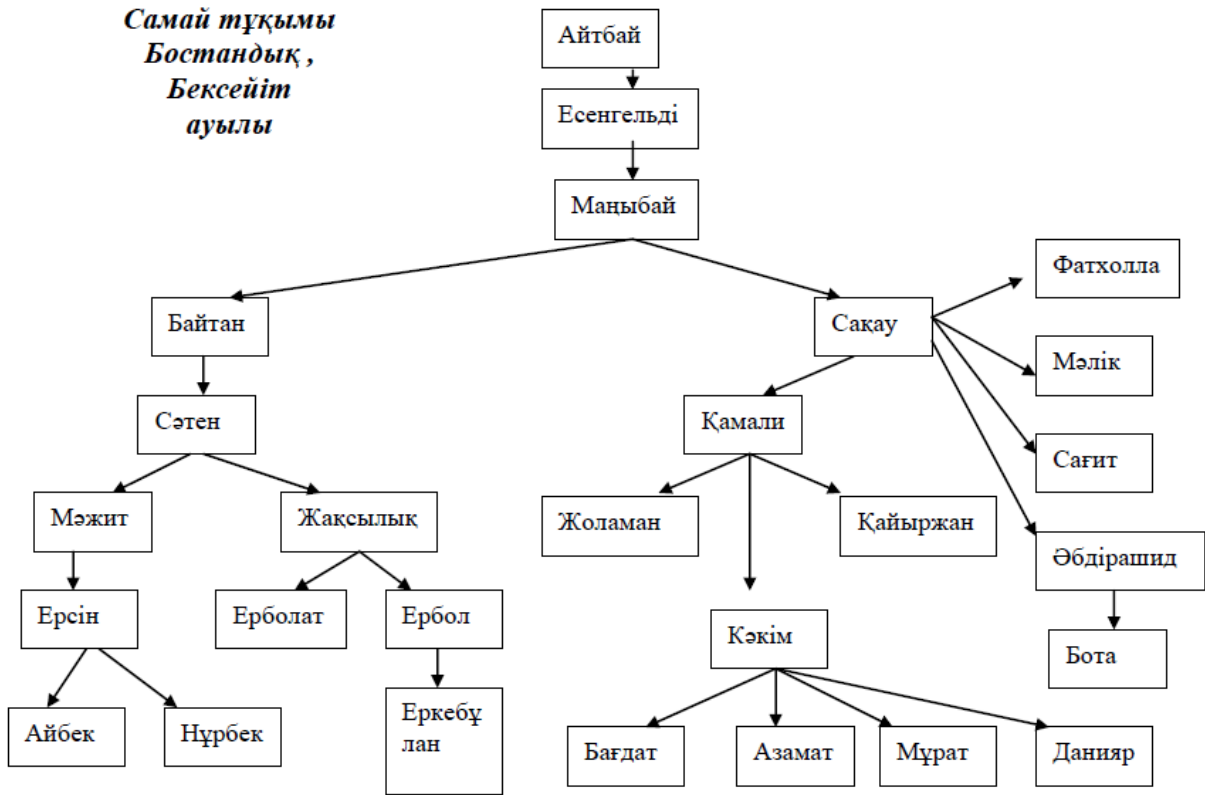 Самай тұқымы
Бостандық ,
Бексейіт
ауылы
Айтбай
Есенгельді
Маңыбай
Фатхолла
Байтан
Сақау
Мәлік
Сәтен
Қамали
Сағит
Мәжит
Жақсылық
Жоламан
Қайыржан
Әбдірашид
Ерсін
Ерболат
Ербол
Кәкім
Бота
Айбек
Нұрбек
Еркебұ
лан
Бағдат
Азамат
Мұрат
Данияр